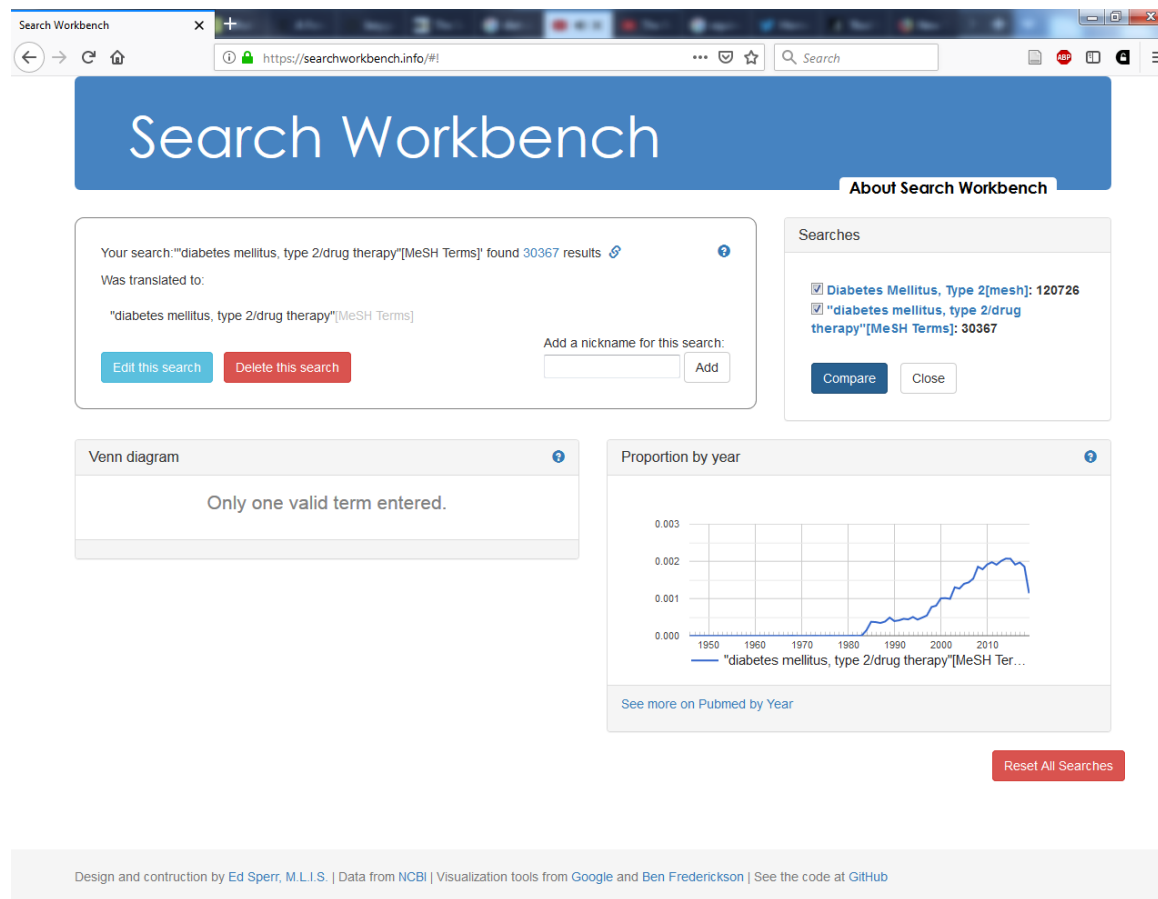 Search Workbench
https://searchworkbench.info/#!
Search
ABP
Search Workbench
About Search Workbench
Your search:'"diabetes mellitus, type 2/drug therapy"[MeSH Terms]' found 30367 results
Was translated to:
"diabetes mellitus, type 2/drug therapy"[MeSH Terms]
Add a nickname for this search:
Edit this search
Delete this search
Add
Searches
Diabetes Mellitus, Type 2[mesh]: 120726
"diabetes mellitus, type 2/drug
therapy"[MeSH Terms]: 30367
Compare
Close
Venn diagram
Only one valid term entered.
Proportion by year
0.003
0.002
0.001
0.000
1950 1960 1970 1980 1990 2000 2010
"diabetes mellitus, type 2/drug therapy"[MeSH Ter...
See more on Pubmed by Year
Reset All Searches
Design and contruction by Ed Sperr, M.L.I.S. | Data from NCBI | Visualization tools from Google and Ben Frederickson | See the code at GitHub